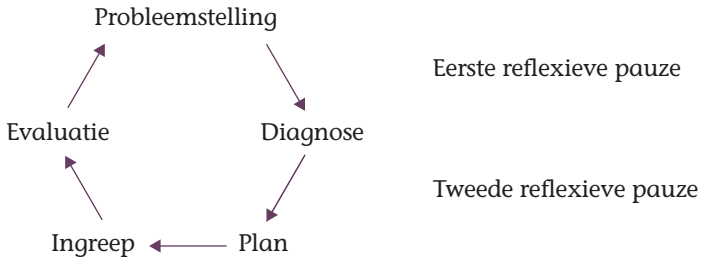 Probleemstelling
Eerste reflexieve pauze
Evaluatie
Diagnose
Tweede reflexieve pauze
Ingreep
Plan